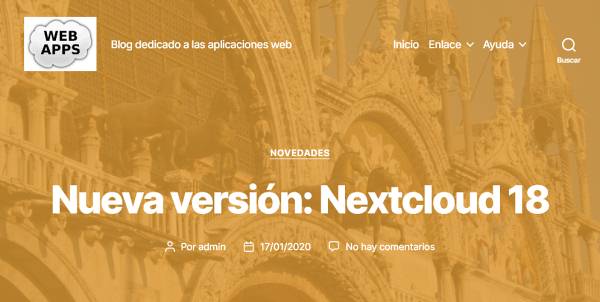 WEB
APPS
Blog dedicado a las aplicaciones web
Inicio Enlace Ayuda
Buscar
NOVEDADES
Nueva versión: Nextcloud 18
Por admin 17/01/2020 No hay comentarios